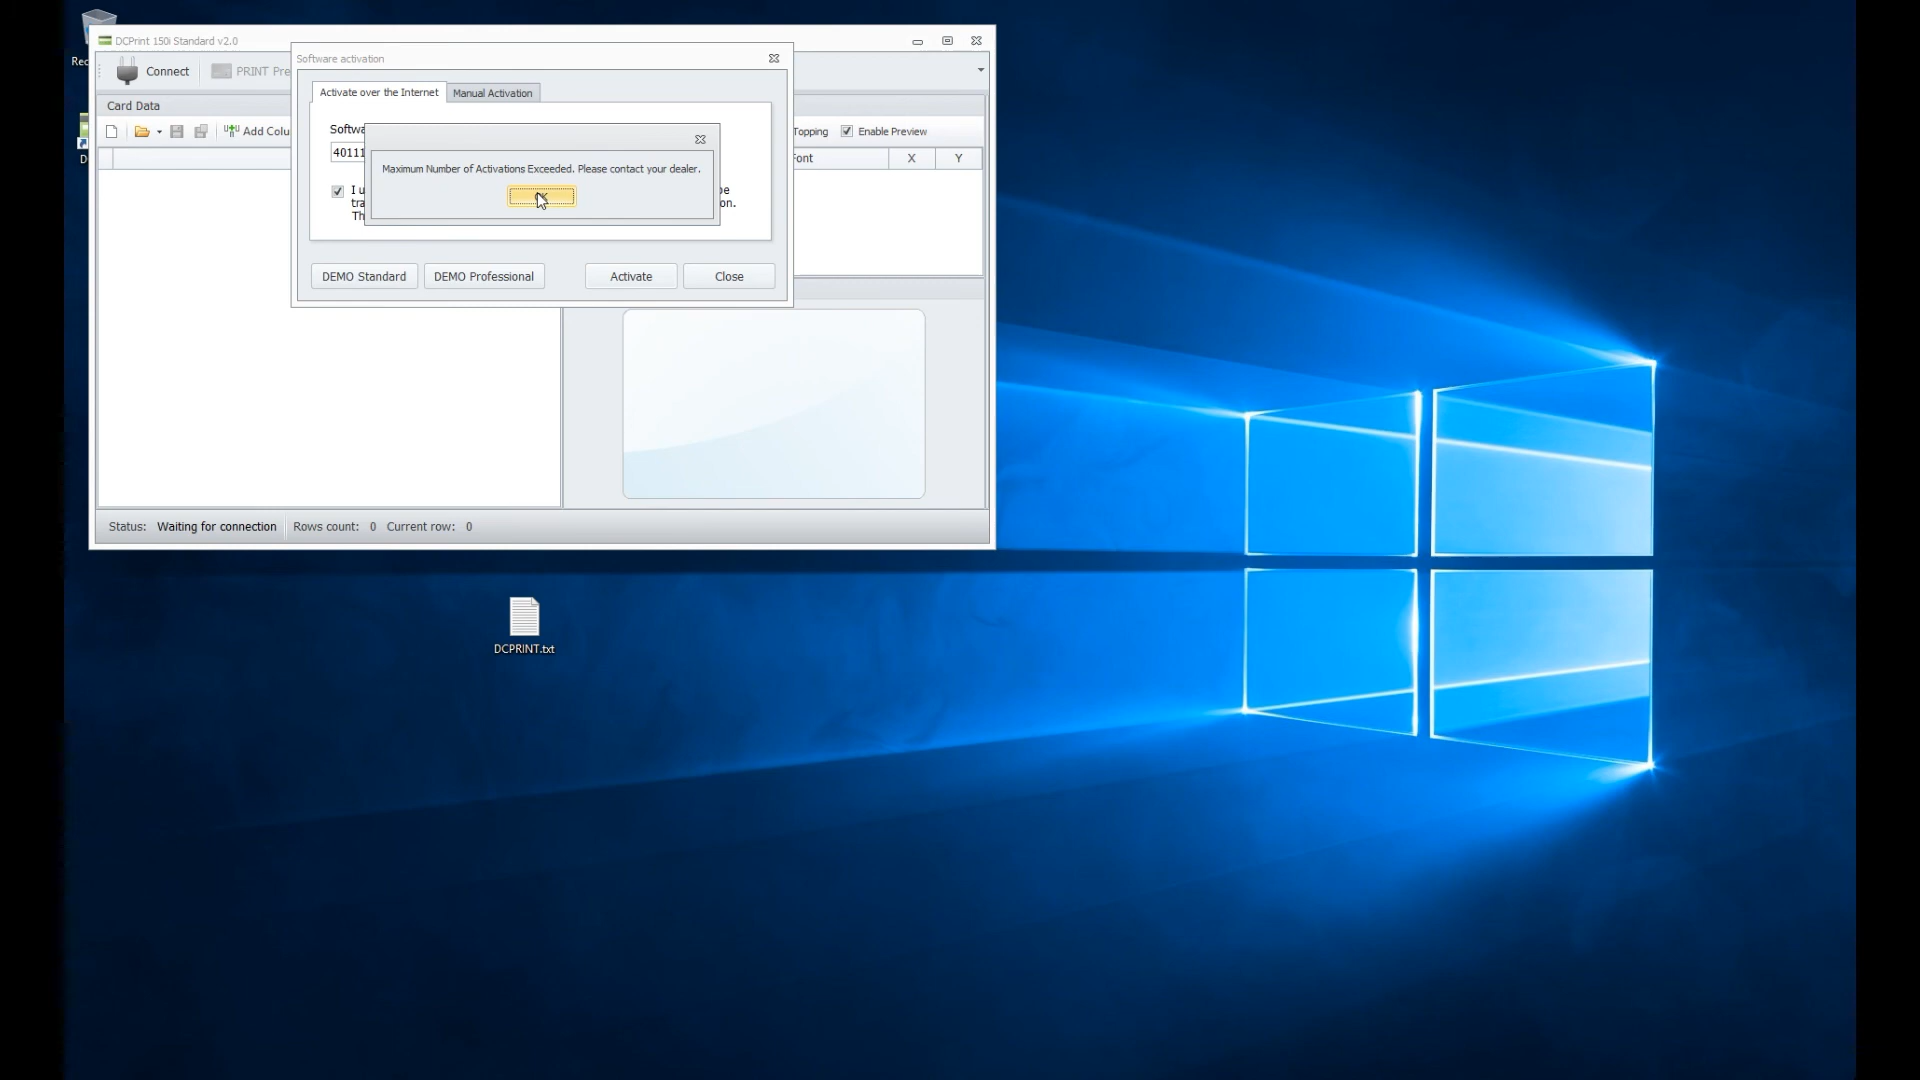 Rec
DCPrint 150i Standard v2.0
Software activation
Connect
PRINT Pre
Activate over the Internet
Manual Activation
Card Data
Add Colu
Softwa
Topping
Enable Preview
40111
Font
X
Y
Maximum Number of Activations Exceeded. Please contact your dealer.
I u
be
tra
on.
Th
DEMO Standard
DEMO Professional
Activate
Close
Status: Waiting for connection
Rows count: 0
Current row: 0
DCPRINT.txt